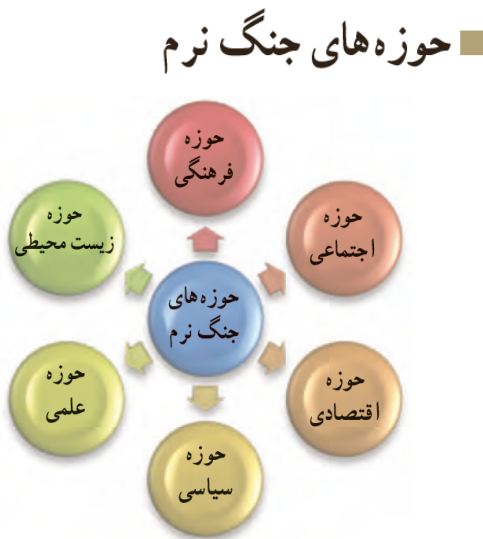 حوزه‌های جنگ نرم
حوزه
فرهنگی
حوزه
اجتماعی
حوزه
زیست محیطی
حوزه‌های
جنگ نرم
حوزه
اقتصادی
حوزه
علمی
حوزه
سیاسی